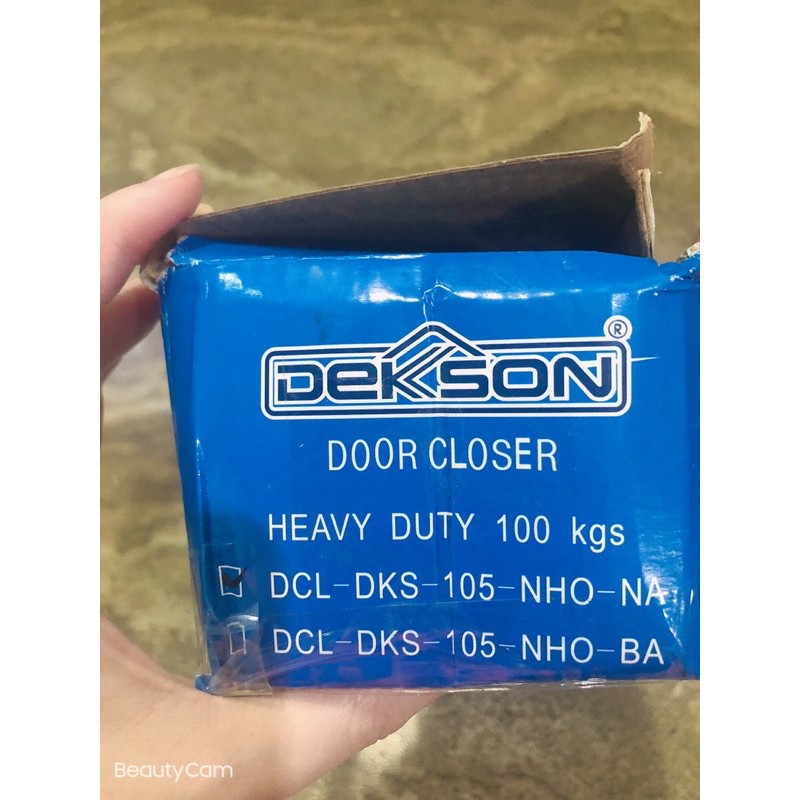 DEKSON®
DOOR CLOSER
HEAVY DUTY 100 kgs
DCL-DKS-105-NHO-NA
DCL-DKS-105-NHO-BA
BeautyCam